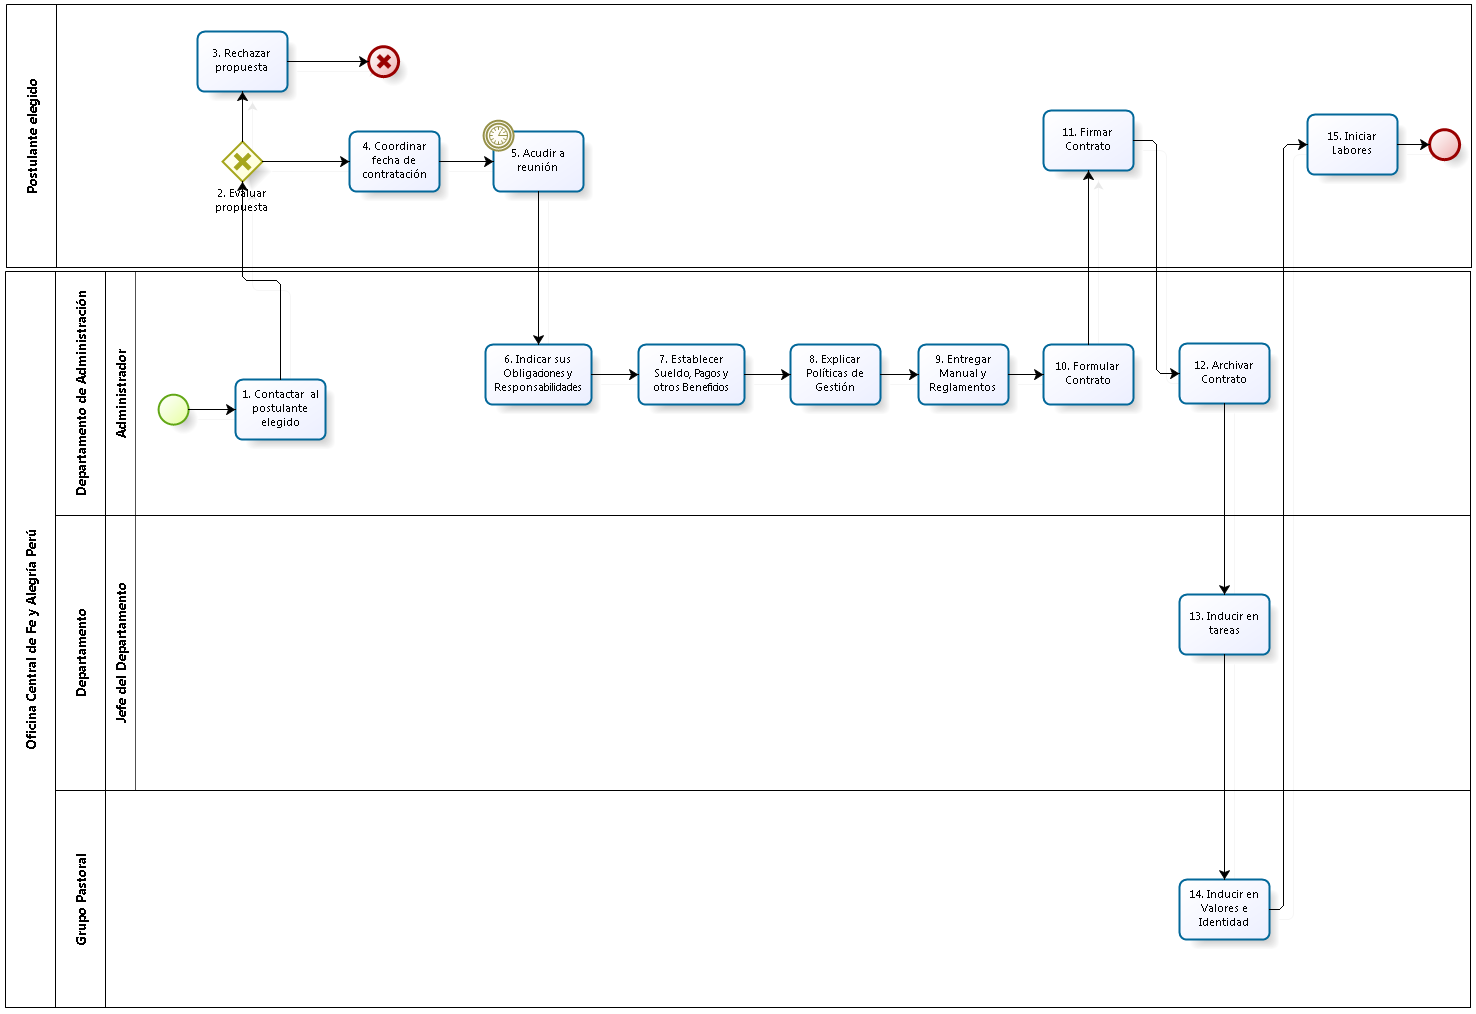 Postulante elegido
3. Rechazar
propuesta
2. Evaluar
propuesta
4. Coordinar
fecha de
contratación
5. Acudir a
reunión
11. Firmar
Contrato
15. Iniciar
Labores
Oficina Central de Fe y Alegría Perú
Departamento de Administración
Administrador
1. Contactar al
postulante
elegido
6. Indicar sus
Obligaciones y
Responsabilidades
7. Establecer
Sueldo, Pagos y
otros Beneficios
8. Explicar
Políticas de
Gestión
9. Entregar
Manual y
Reglamentos
10. Formular
Contrato
12. Archivar
Contrato
Departamento
Jefe del Departamento
13. Inducir en
tareas
Grupo Pastoral
14. Inducir en
Valores e
Identidad